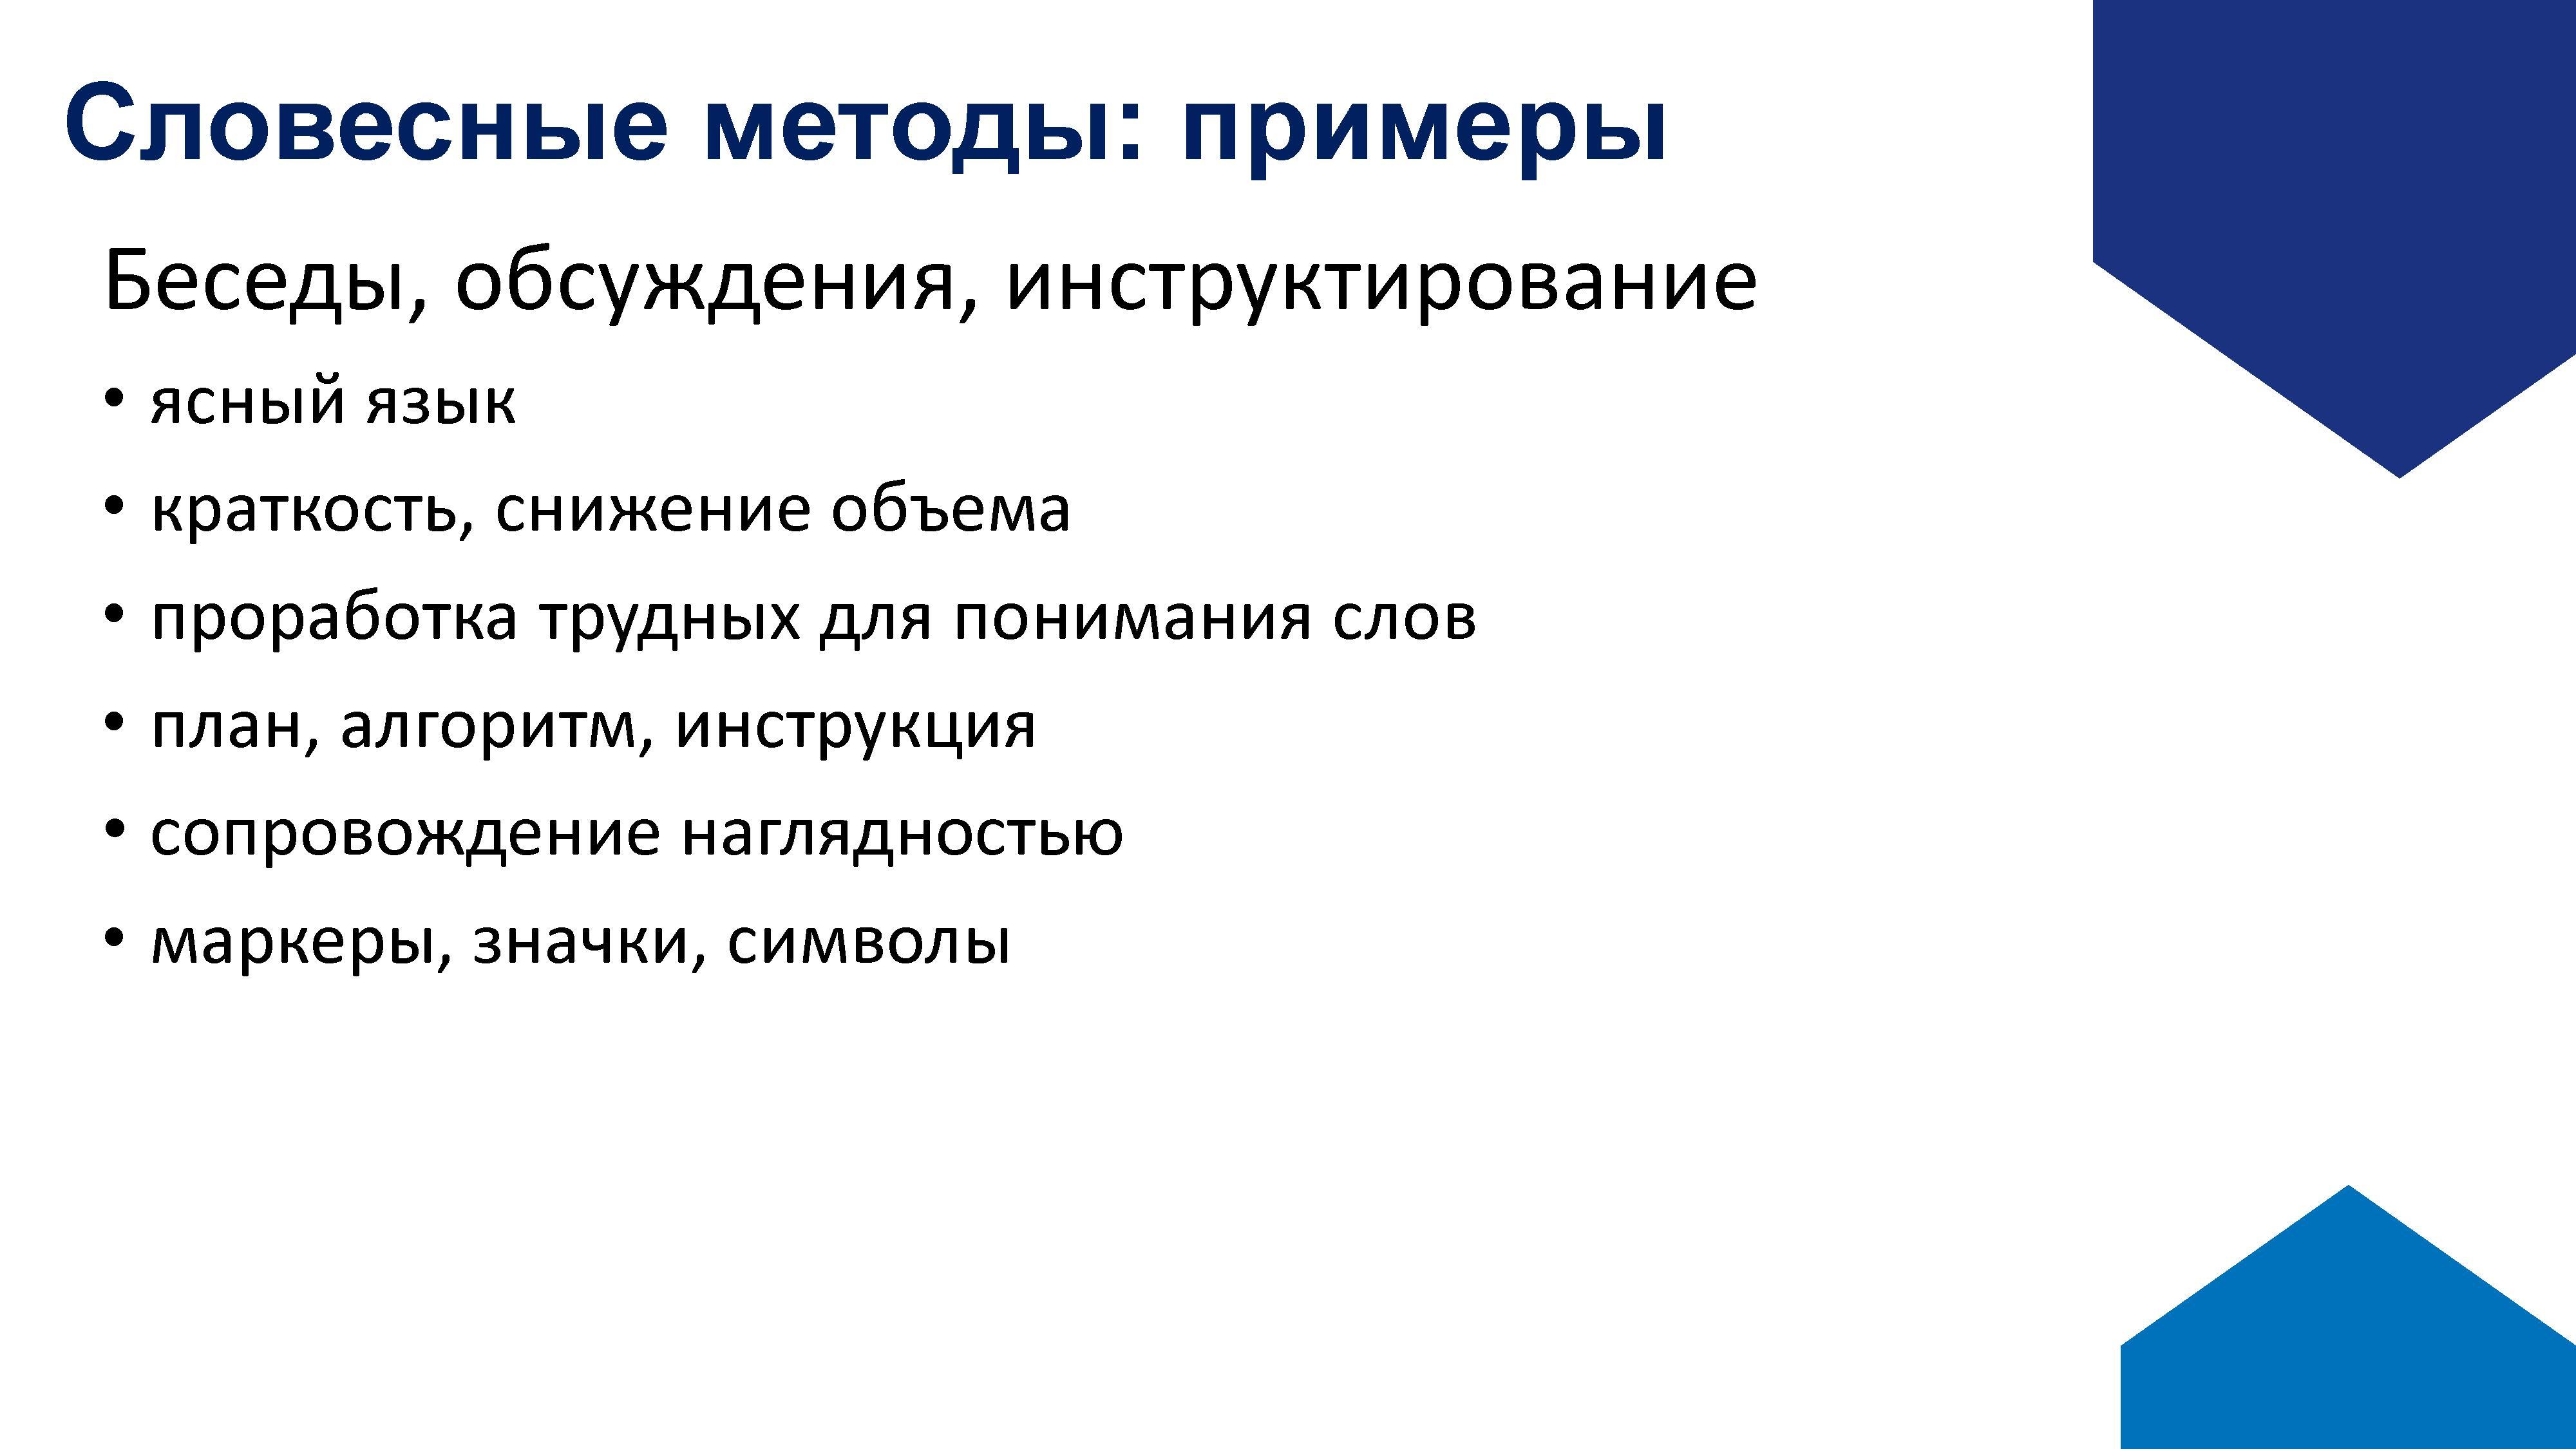 Словесные методы: примеры
Беседы, обсуждения, инструктирование
• ясный язык
• краткость, снижение объема
• проработка трудных для понимания слов
• план, алгоритм, инструкция
• сопровождение наглядностью
• маркеры, значки, символы